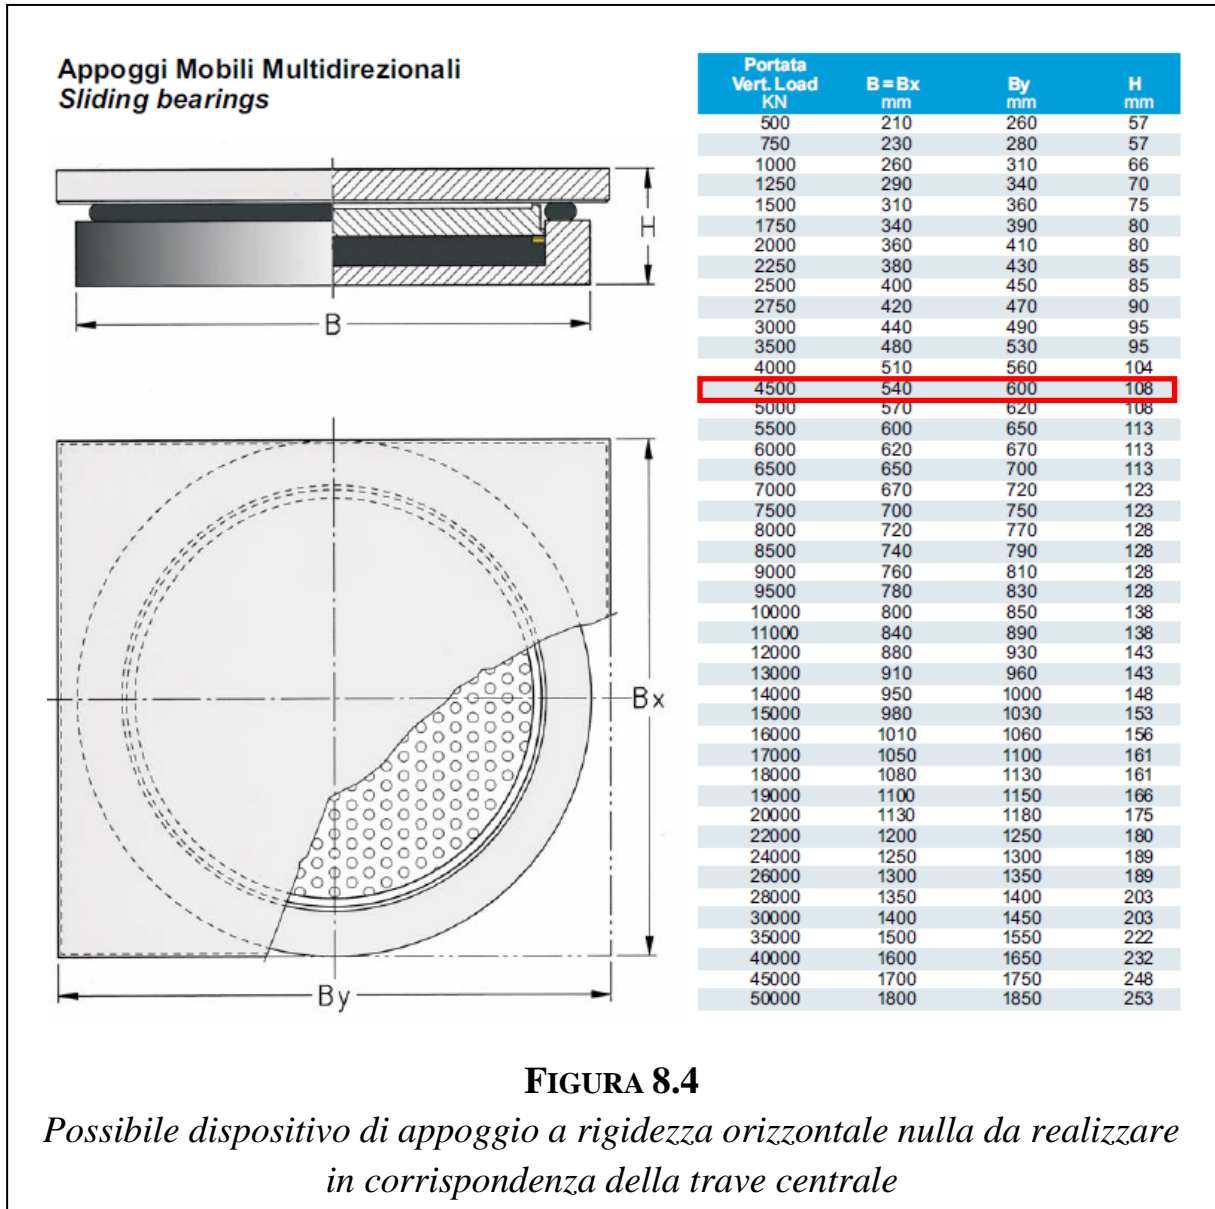 Appoggi Mobili Multidirezionali
Sliding bearings
H
B
Bx
By
Portata
Vert. Load B = Bx By H
KN mm mm mm
500 210 260 57
750 230 280 57
1000 260 310 66
1250 290 340 70
1500 310 360 75
1750 340 390 80
2000 360 410 80
2250 380 430 85
2500 400 450 85
2750 420 470 90
3000 440 490 95
3500 480 530 95
4000 510 560 104
4500 540 600 108
5000 570 620 108
5500 600 650 113
6000 620 670 113
6500 650 700 113
7000 670 720 123
7500 700 750 123
8000 720 770 128
8500 740 790 128
9000 760 810 128
9500 780 830 128
10000 800 850 138
11000 840 890 138
12000 880 930 143
13000 910 960 143
14000 950 1000 148
15000 980 1030 153
16000 1010 1060 156
17000 1050 1100 161
18000 1080 1130 161
19000 1100 1150 166
20000 1130 1180 175
22000 1200 1250 180
24000 1250 1300 189
26000 1300 1350 189
28000 1350 1400 203
30000 1400 1450 203
35000 1500 1550 222
40000 1600 1650 232
45000 1700 1750 248
50000 1800 1850 253
FIGURA 8.4
Possibile dispositivo di appoggio a rigidezza orizzontale nulla da realizzare
in corrispondenza della trave centrale